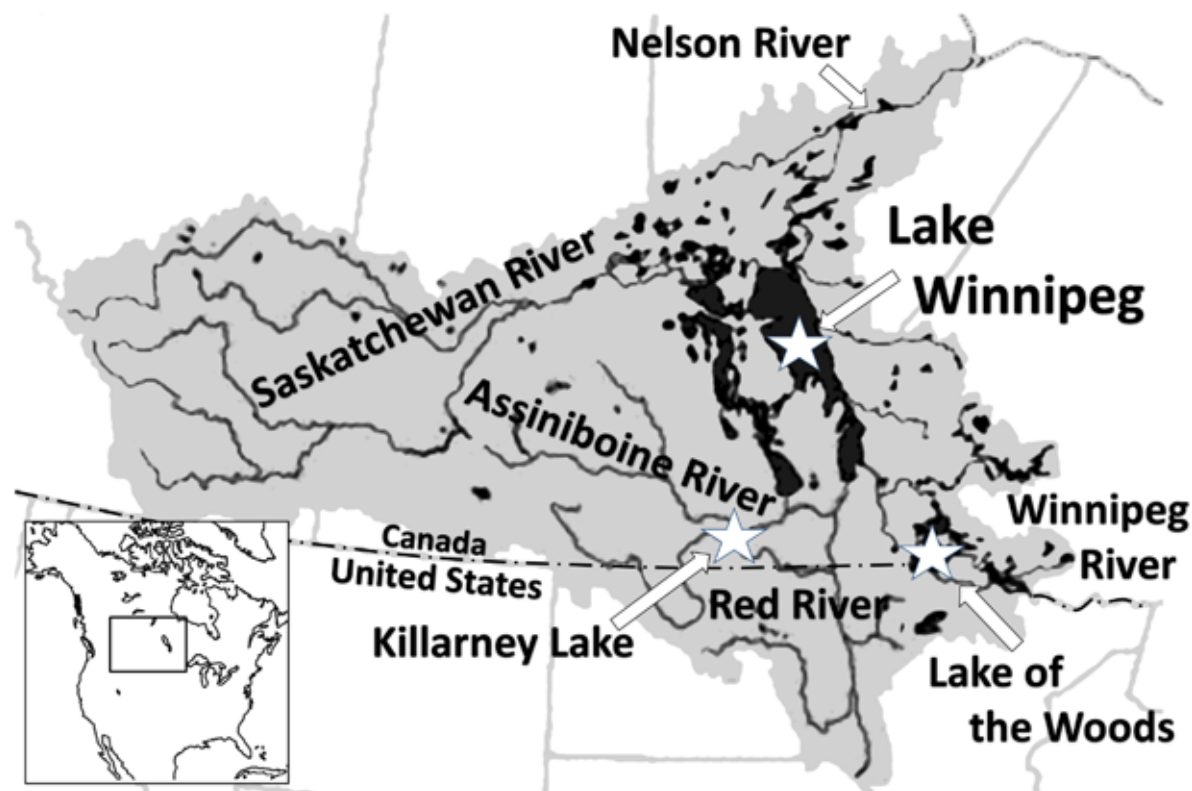 Nelson River
Lake
Winnipeg
Saskatchewan River
Assiniboine River
Winnipeg
River
Canada
United States
Red River
Killarney Lake
Lake of
the Woods